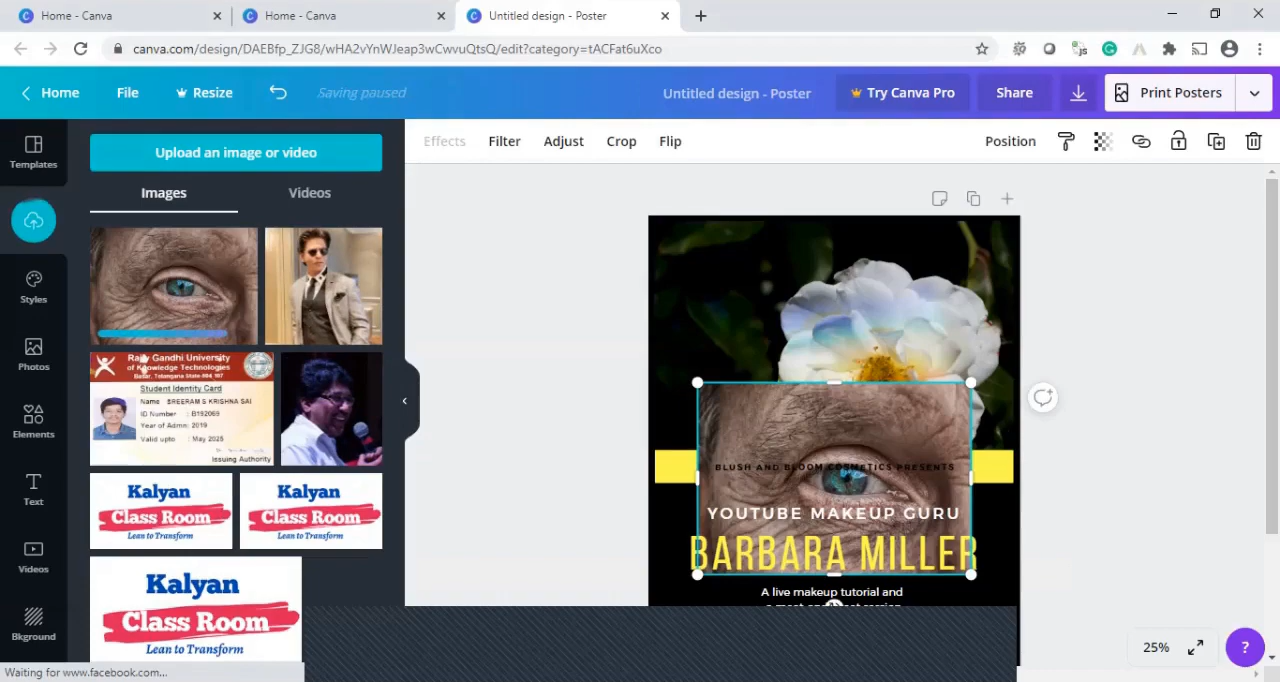 Home - Canva
Home - Canva
Untitled design - Poster
canva.com/design/DAEBfp_ZJG8/wHA2vYnWJeap3wCwvuQtsQ/edit?category=tACFat6uXco
Home
File
Resize
Saving paused
Untitled design - Poster
Try Canva Pro
Share
Print Posters
Templates
Upload an image or video
Images
Videos
Effects
Filter
Adjust
Crop
Flip
Position
Styles
Photos
Elements
Text
Videos
Bkground
Rajiv Gandhi University
of Knowledge Technologies
Basar, Telangana State-504 107
Student Identity Card
Name SREERAM S KRISHNA SAI
ID Number : B192069
Year of Admn: 2019
Valid upto : May 2025
Issuing Authority
Kalyan
Class Room
Lean to Transform
Kalyan
Class Room
Lean to Transform
Kalyan
Class Room
Lean to Transform
BLUSH AND BLOOM COSMETICS PRESENTS
YOUTUBE MAKEUP GURU
BARBARA MILLER
A live makeup tutorial and
25%
?
Waiting for www.facebook.com...